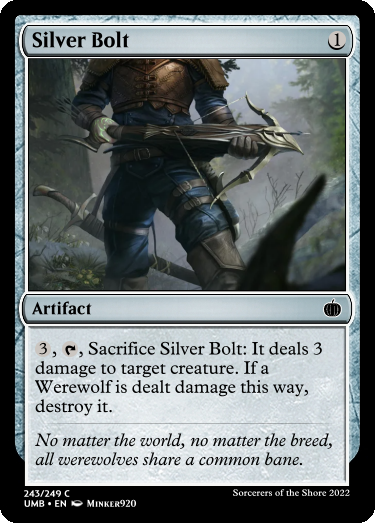 Silver Bolt 1
Artifact
3, , Sacrifice Silver Bolt: It deals 3
damage to target creature. If a
Werewolf is dealt damage this way,
destroy it.
No matter the world, no matter the breed,
all werewolves share a common bane.
243/249 C Sorcerers of the Shore 2022
UMB • EN MINKER920